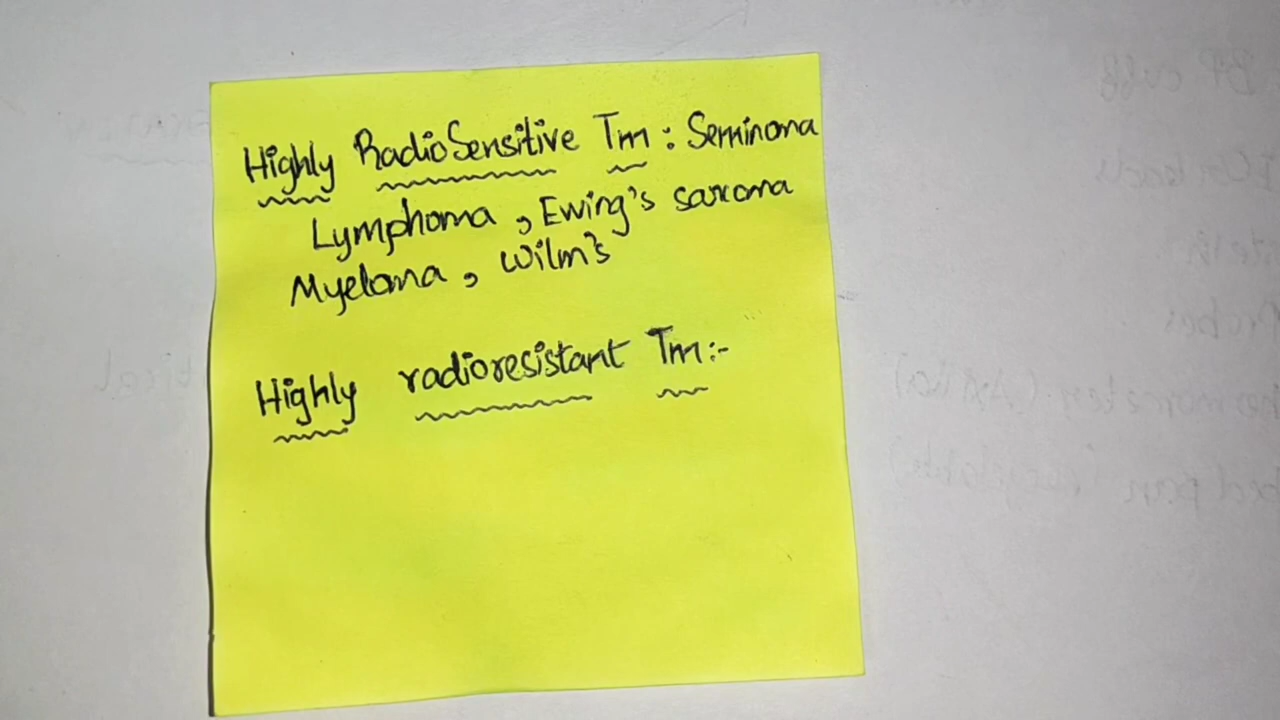 Highly RadioSensitive Tm : Seminoma
Lymphoma , Ewing's sarcoma
Myeloma , Wilm's
Highly radioresistant Tm :-